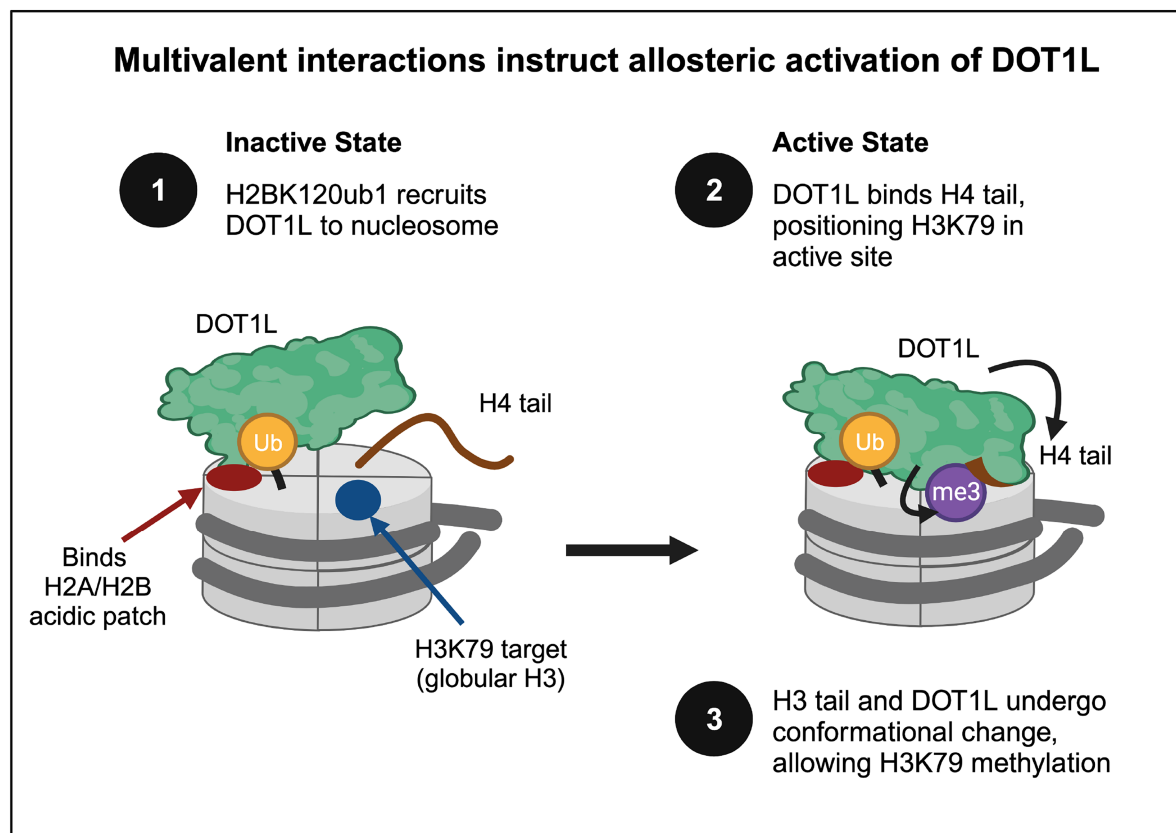 Multivalent interactions instruct allosteric activation of DOT1L
1
Inactive State
H2BK120ub1 recruits
DOT1L to nucleosome
2
Active State
DOT1L binds H4 tail,
positioning H3K79 in
active site
DOT1L
H4 tail
Ub
Binds
H2A/H2B
acidic patch
H3K79 target
(globular H3)
DOT1L
H4 tail
Ub
me3
3
H3 tail and DOT1L undergo
conformational change,
allowing H3K79 methylation